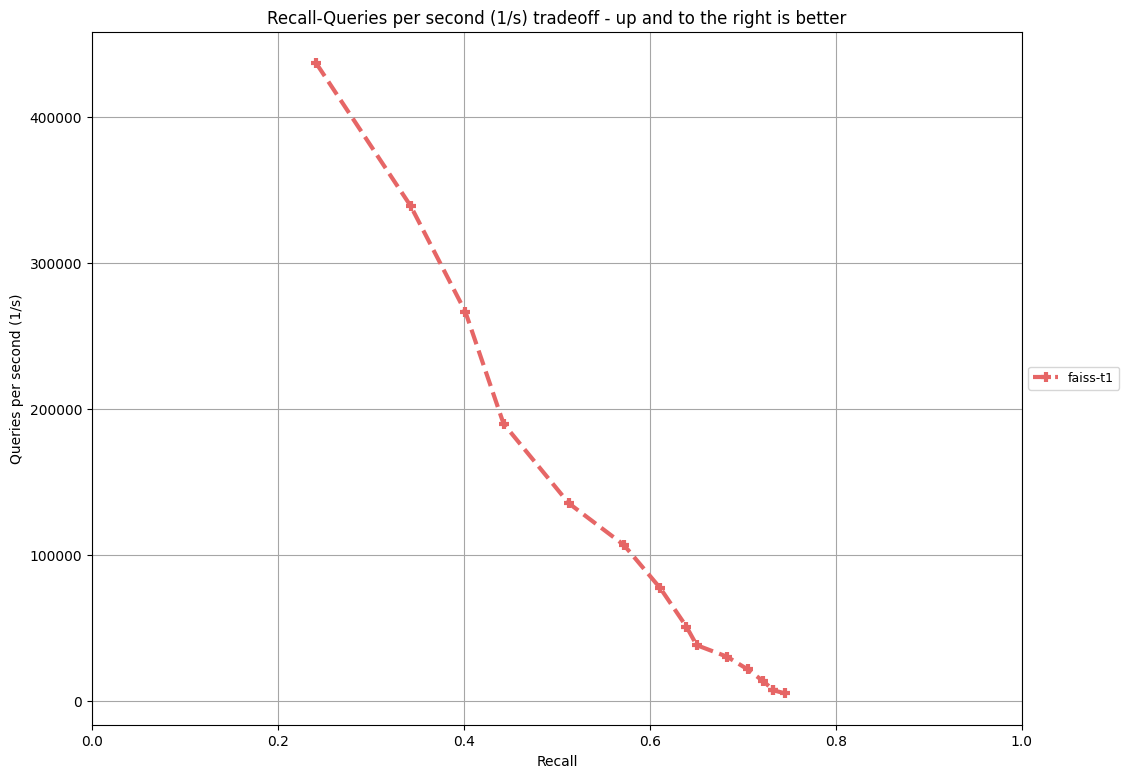 Recall-Queries per second (1/s) tradeoff - up and to the right is better
400000
300000
200000
100000
0
Queries per second (1/s)
0.0 0.2 0.4 0.6 0.8 1.0
Recall
faiss-t1